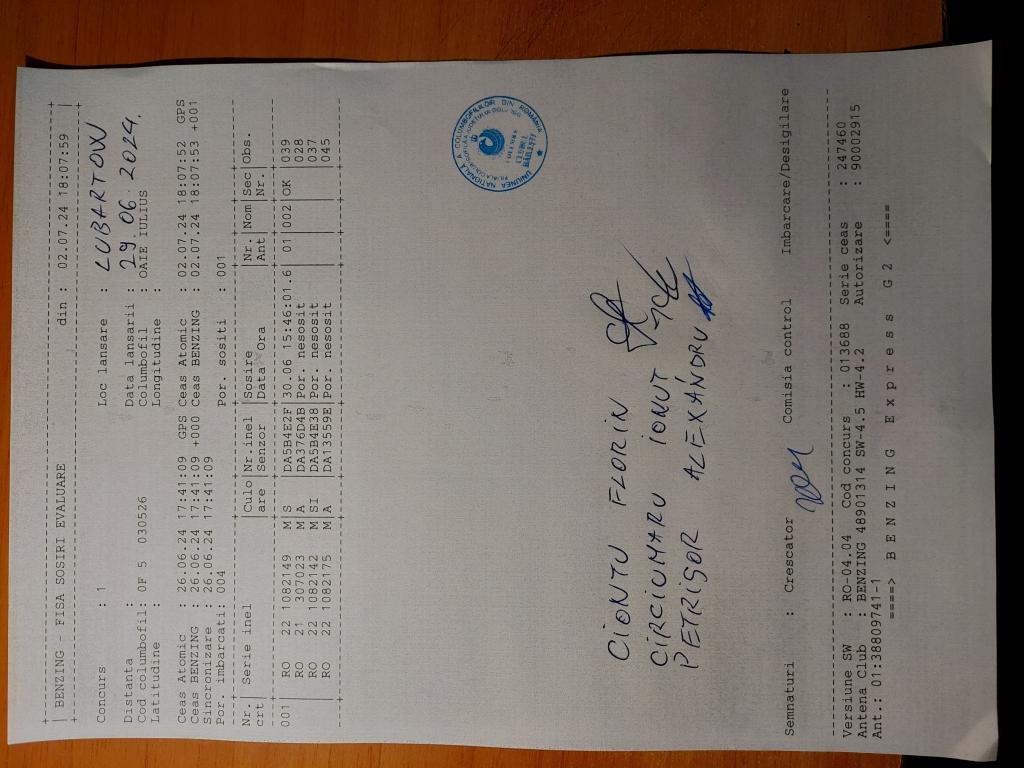 BENZING - FISA SOSIRI EVALUARE din : 02.07.24 18:07:59
Concurs : 1 Loc lansare : LUBARTOW
Distanta : Data lansarii : 29.06.2024.
Cod columbofil: OF 5 030526 Columbofil : OAIE IULIUS
Latitudine : Longitudine :
Ceas Atomic : 26.06.24 17:41:09 GPS Ceas Atomic : 02.07.24 18:07:52 GPS
Ceas BENZING : 26.06.24 17:41:09 +000 Ceas BENZING : 02.07.24 18:07:53 +001
Sincronizare : 26.06.24 17:41:09
Por. imbarcati: 004 Por. sositi : 001
Nr. | Serie inel | Culo | Nr.inel | Sosire | Nr. | Nom | Sec | Obs.
crt | are | Senzor | Data Ora | Ant | Nr.
001 | RO 22 1082149 M S | DA5B4E2F | 30.06 15:46:01.6 | 01 | 002 | OK | 039
RO 21 307023 M A | DA376D4B | Por. nesosit | 028
RO 22 1082142 M SI | DA5B4E38 | Por. nesosit | 037
RO 22 1082175 M A | DA13559E | Por. nesosit | 045
UNIUNEA NATIONALA A COLUMBOFILILOR DIN ROMANIA
CLUBUL
BAILESTI
CIONTU FLORIN
CIRCIUMARU IONUT
PETRISOR ALEXANDRU
Semnaturi : Crescator Comisia control Imbarcare/Desigilare
Versiune SW : RO-04.04 Cod concurs : 013688 Serie ceas : 247460
Antena Club : BENZING 48901314 SW-4.5 HW-4.2 Autorizare : 90002915
Ant.: 01:38809741-1
====> B E N Z I N G E x p r e s s G 2 <====